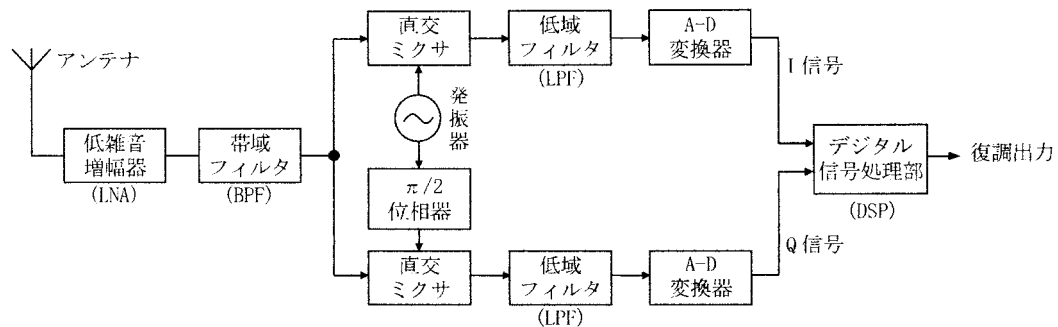 アンテナ
低雑音
増幅器
(LNA)
帯域
フィルタ
(BPF)
直交
ミクサ
低域
フィルタ
(LPF)
A-D
変換器
I 信号
発振器
π/2
位相器
直交
ミクサ
低域
フィルタ
(LPF)
A-D
変換器
Q 信号
デジタル
信号処理部
(DSP)
復調出力